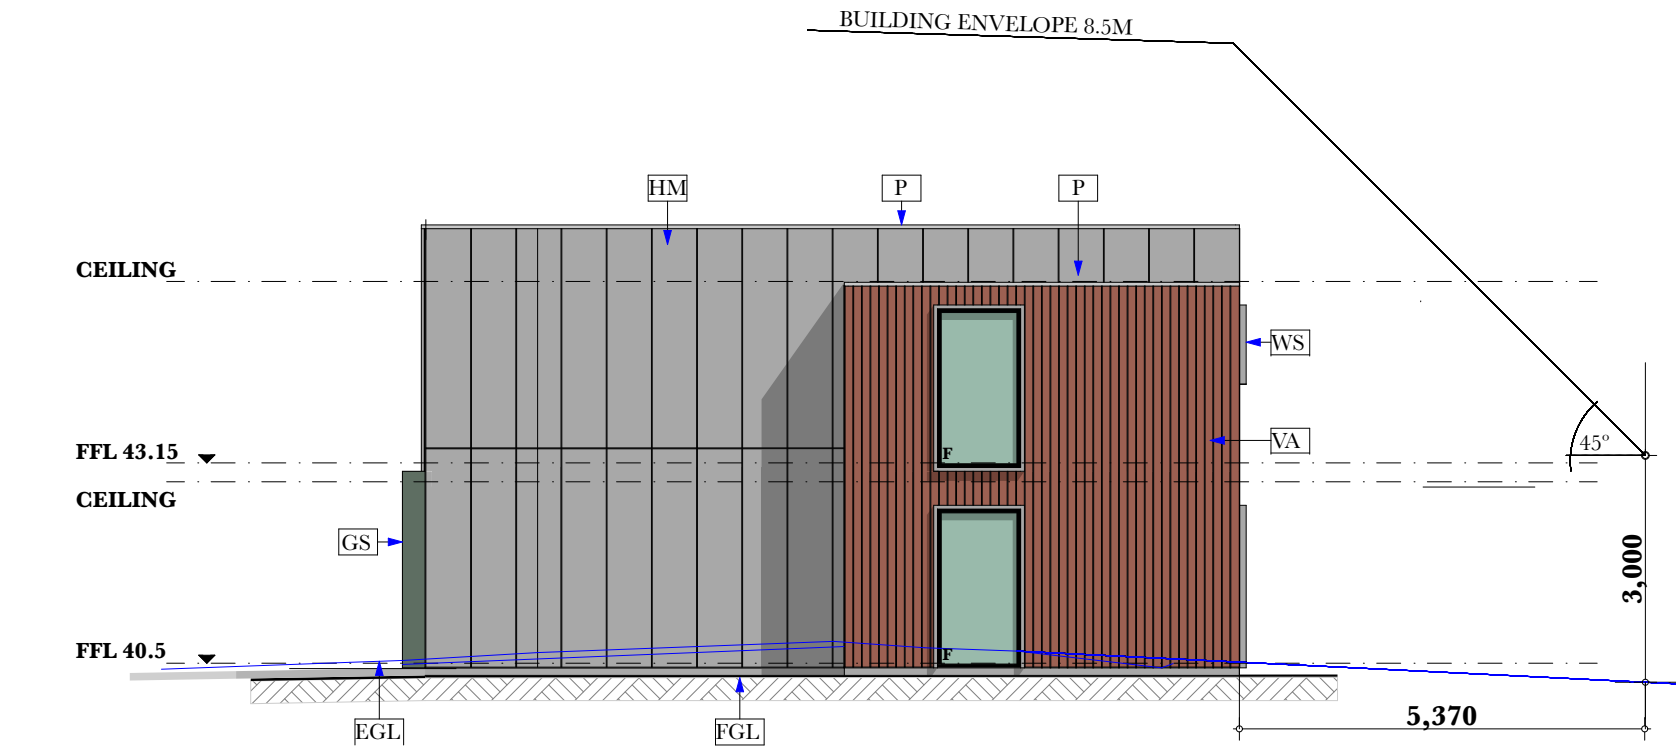 BUILDING ENVELOPE 8.5M
HM
P
P
CEILING
WS
FFL 43.15
F
VA
45°
CEILING
GS
3,000
FFL 40.5
F
5,370
EGL
FGL